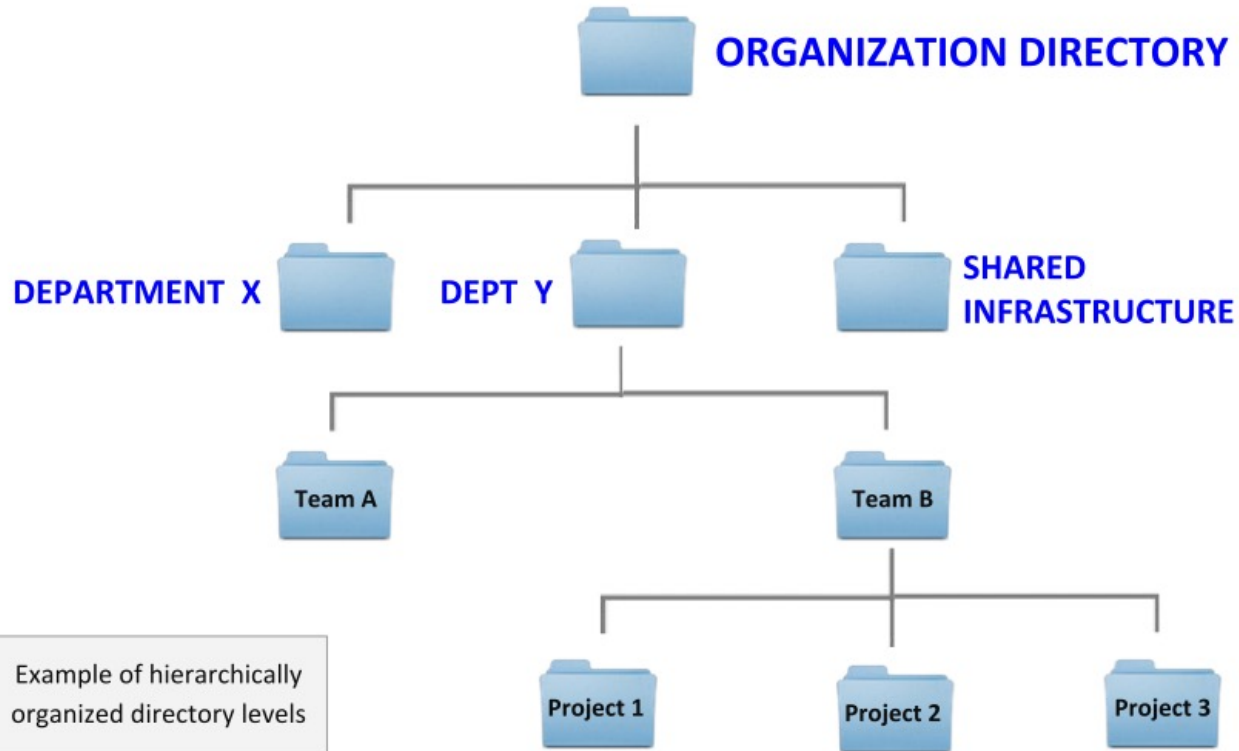 ORGANIZATION DIRECTORY
DEPARTMENT X
DEPT Y
SHARED
INFRASTRUCTURE
Team A
Team B
Project 1
Project 2
Project 3
Example of hierarchically
organized directory levels